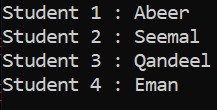 Student 1 : Abeer
Student 2 : Seemal
Student 3 : Qandeel
Student 4 : Eman